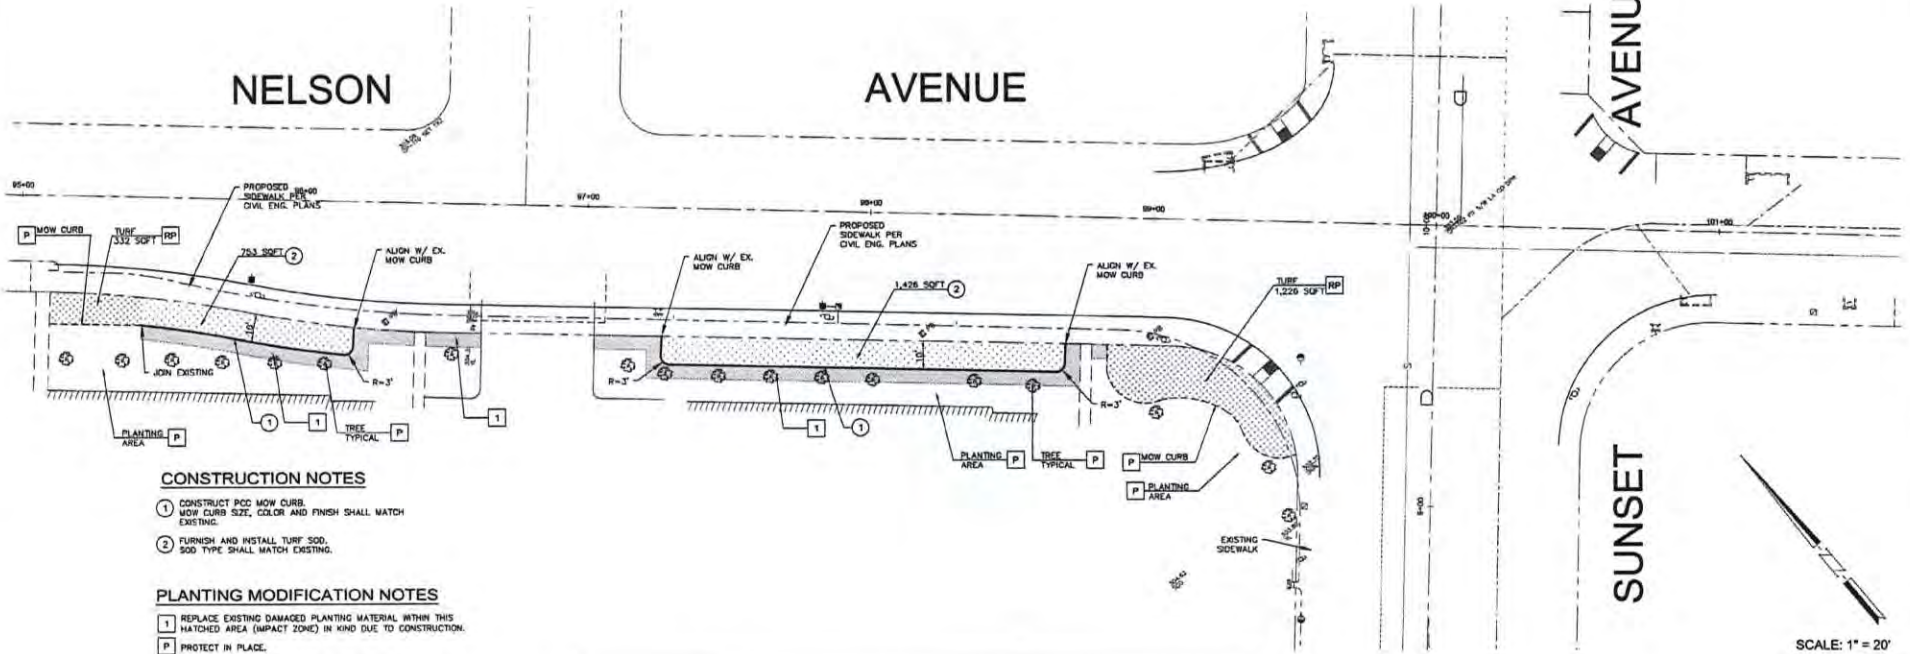 NELSON
AVENUE
AVENU
95+00
PROPOSED 96+00
SIDEWALK PER
CIVIL ENG. PLANS
97+00
98+00
99+00
101+00
P MOW CURB
TURF
332 SQFT RP
753 SQFT 2
ALIGN W/ EX.
MOW CURB
ALIGN W/ EX.
MOW CURB
PROPOSED
SIDEWALK PER
CIVIL ENG. PLANS
1,426 SQFT 2
ALIGN W/ EX.
MOW CURB
TURF
1,226 SQFT RP
10'
10'
JOIN EXISTING
R=3'
R=3'
R=3'
1
1
1
1
1
PLANTING
AREA P
TREE
TYPICAL P
PLANTING
AREA P
TREE
TYPICAL P
P MOW CURB
P PLANTING
AREA
EXISTING
SIDEWALK
SUNSET
CONSTRUCTION NOTES
1 CONSTRUCT PCC MOW CURB.
MOW CURB SIZE, COLOR AND FINISH SHALL MATCH
EXISTING.
2 FURNISH AND INSTALL TURF SOD.
SOD TYPE SHALL MATCH EXISTING.
PLANTING MODIFICATION NOTES
1 REPLACE EXISTING DAMAGED PLANTING MATERIAL WITHIN THIS
HATCHED AREA (IMPACT ZONE) IN KIND DUE TO CONSTRUCTION.
P PROTECT IN PLACE.
SCALE: 1" = 20'